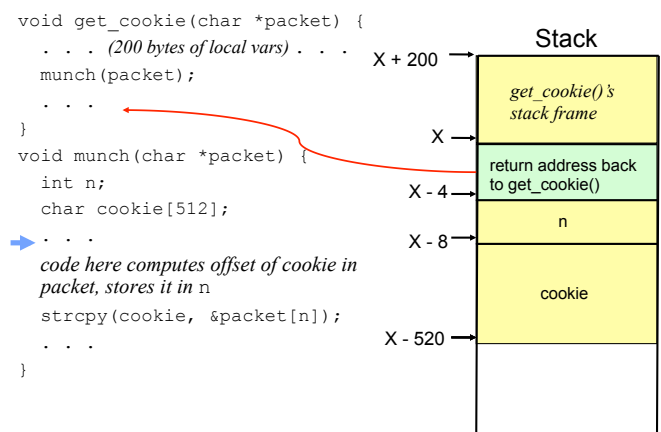 void get_cookie(char *packet) {
. . . (200 bytes of local vars) . . .
munch(packet);
. . .
}
void munch(char *packet) {
int n;
char cookie[512];
. . .
code here computes offset of cookie in
packet, stores it in n
strcpy(cookie, &packet[n]);
. . .
}
Stack
X + 200
get_cookie()'s
stack frame
X
return address back
to get_cookie()
X - 4
n
X - 8
cookie
X - 520